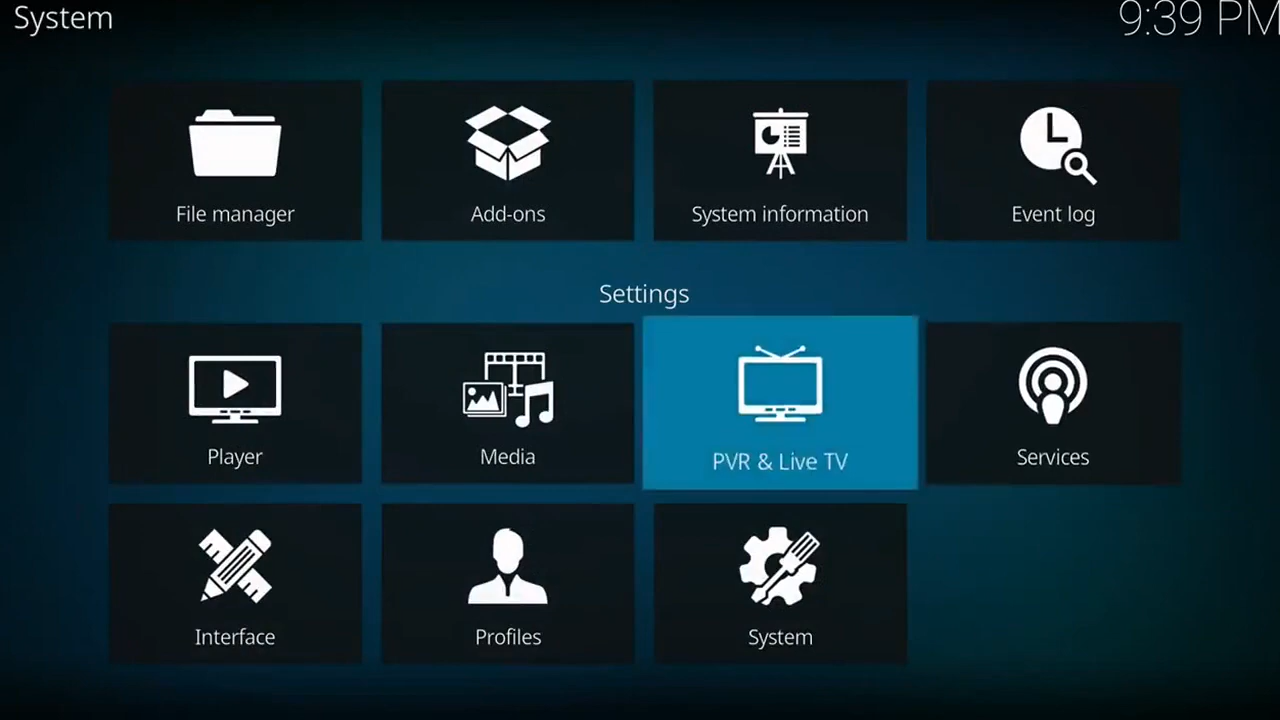 System
9:39 PM
File manager
Add-ons
System information
Event log
Settings
Player
Media
PVR & Live TV
Services
Interface
Profiles
System